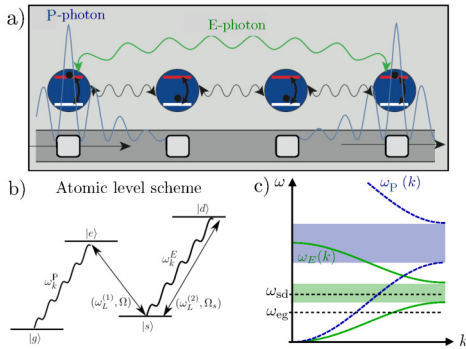 a)
P-photon
E-photon
b)
Atomic level scheme
|d⟩
|e⟩
ω_k^P
ω_k^E
(ω_L^(1), Ω)
(ω_L^(2), Ω_s)
|g⟩
|s⟩
c)
ω
ω_P (k)
ω_E(k)
ω_sd
ω_eg
k